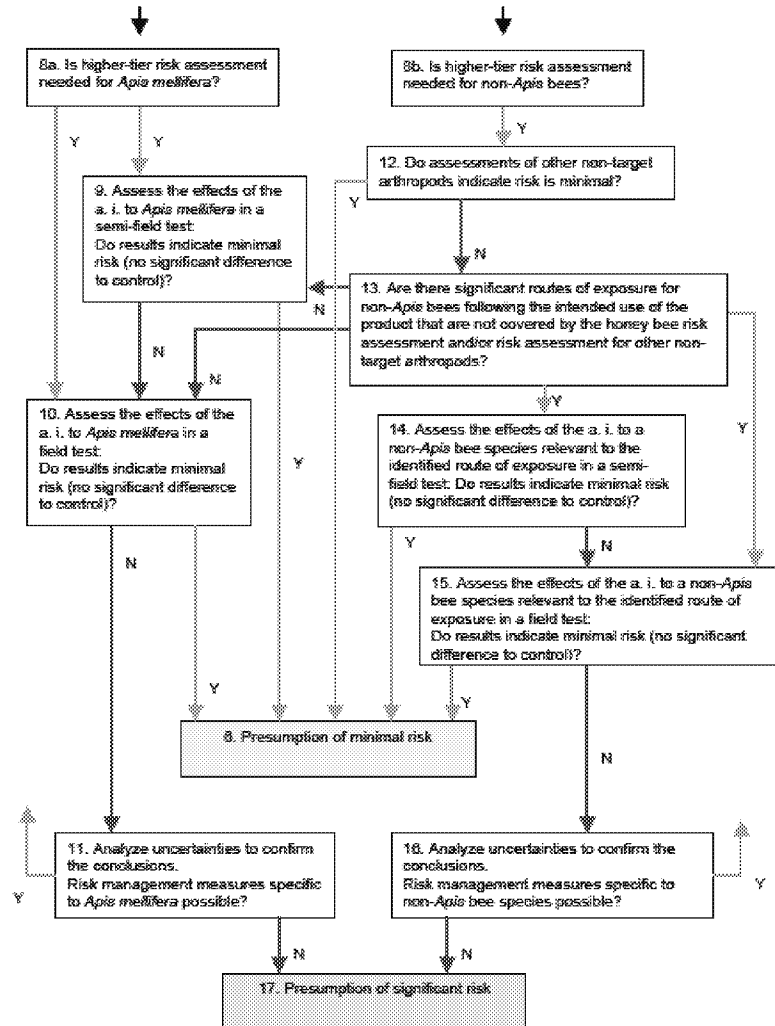 8a. Is higher-tier risk assessment
needed for Apis mellifera?
8b. Is higher-tier risk assessment
needed for non-Apis bees?
Y
Y
Y
12. Do assessments of other non-target
arthropods indicate risk is minimal?
9. Assess the effects of the
a. i. to Apis mellifera in a
semi-field test:
Do results indicate minimal
risk (no significant difference
to control)?
Y
N
13. Are there significant routes of exposure for
non-Apis bees following the intended use of the
product that are not covered by the honey bee risk
assessment and/or risk assessment for other non-
target arthropods?
N
N
N
10. Assess the effects of the
a. i. to Apis mellifera in a
field test:
Do results indicate minimal
risk (no significant difference
to control)?
Y
Y
Y
14. Assess the effects of the a. i. to a
non-Apis bee species relevant to the
identified route of exposure in a semi-
field test: Do results indicate minimal risk
(no significant difference to control)?
N
Y
N
15. Assess the effects of the a. i. to a non-Apis
bee species relevant to the identified route of
exposure in a field test:
Do results indicate minimal risk (no significant
difference to control)?
Y
Y
6. Presumption of minimal risk
N
11. Analyze uncertainties to confirm
the conclusions.
Risk management measures specific
to Apis mellifera possible?
Y
16. Analyze uncertainties to confirm the
conclusions.
Risk management measures specific to
non-Apis bee species possible?
Y
N
N
17. Presumption of significant risk